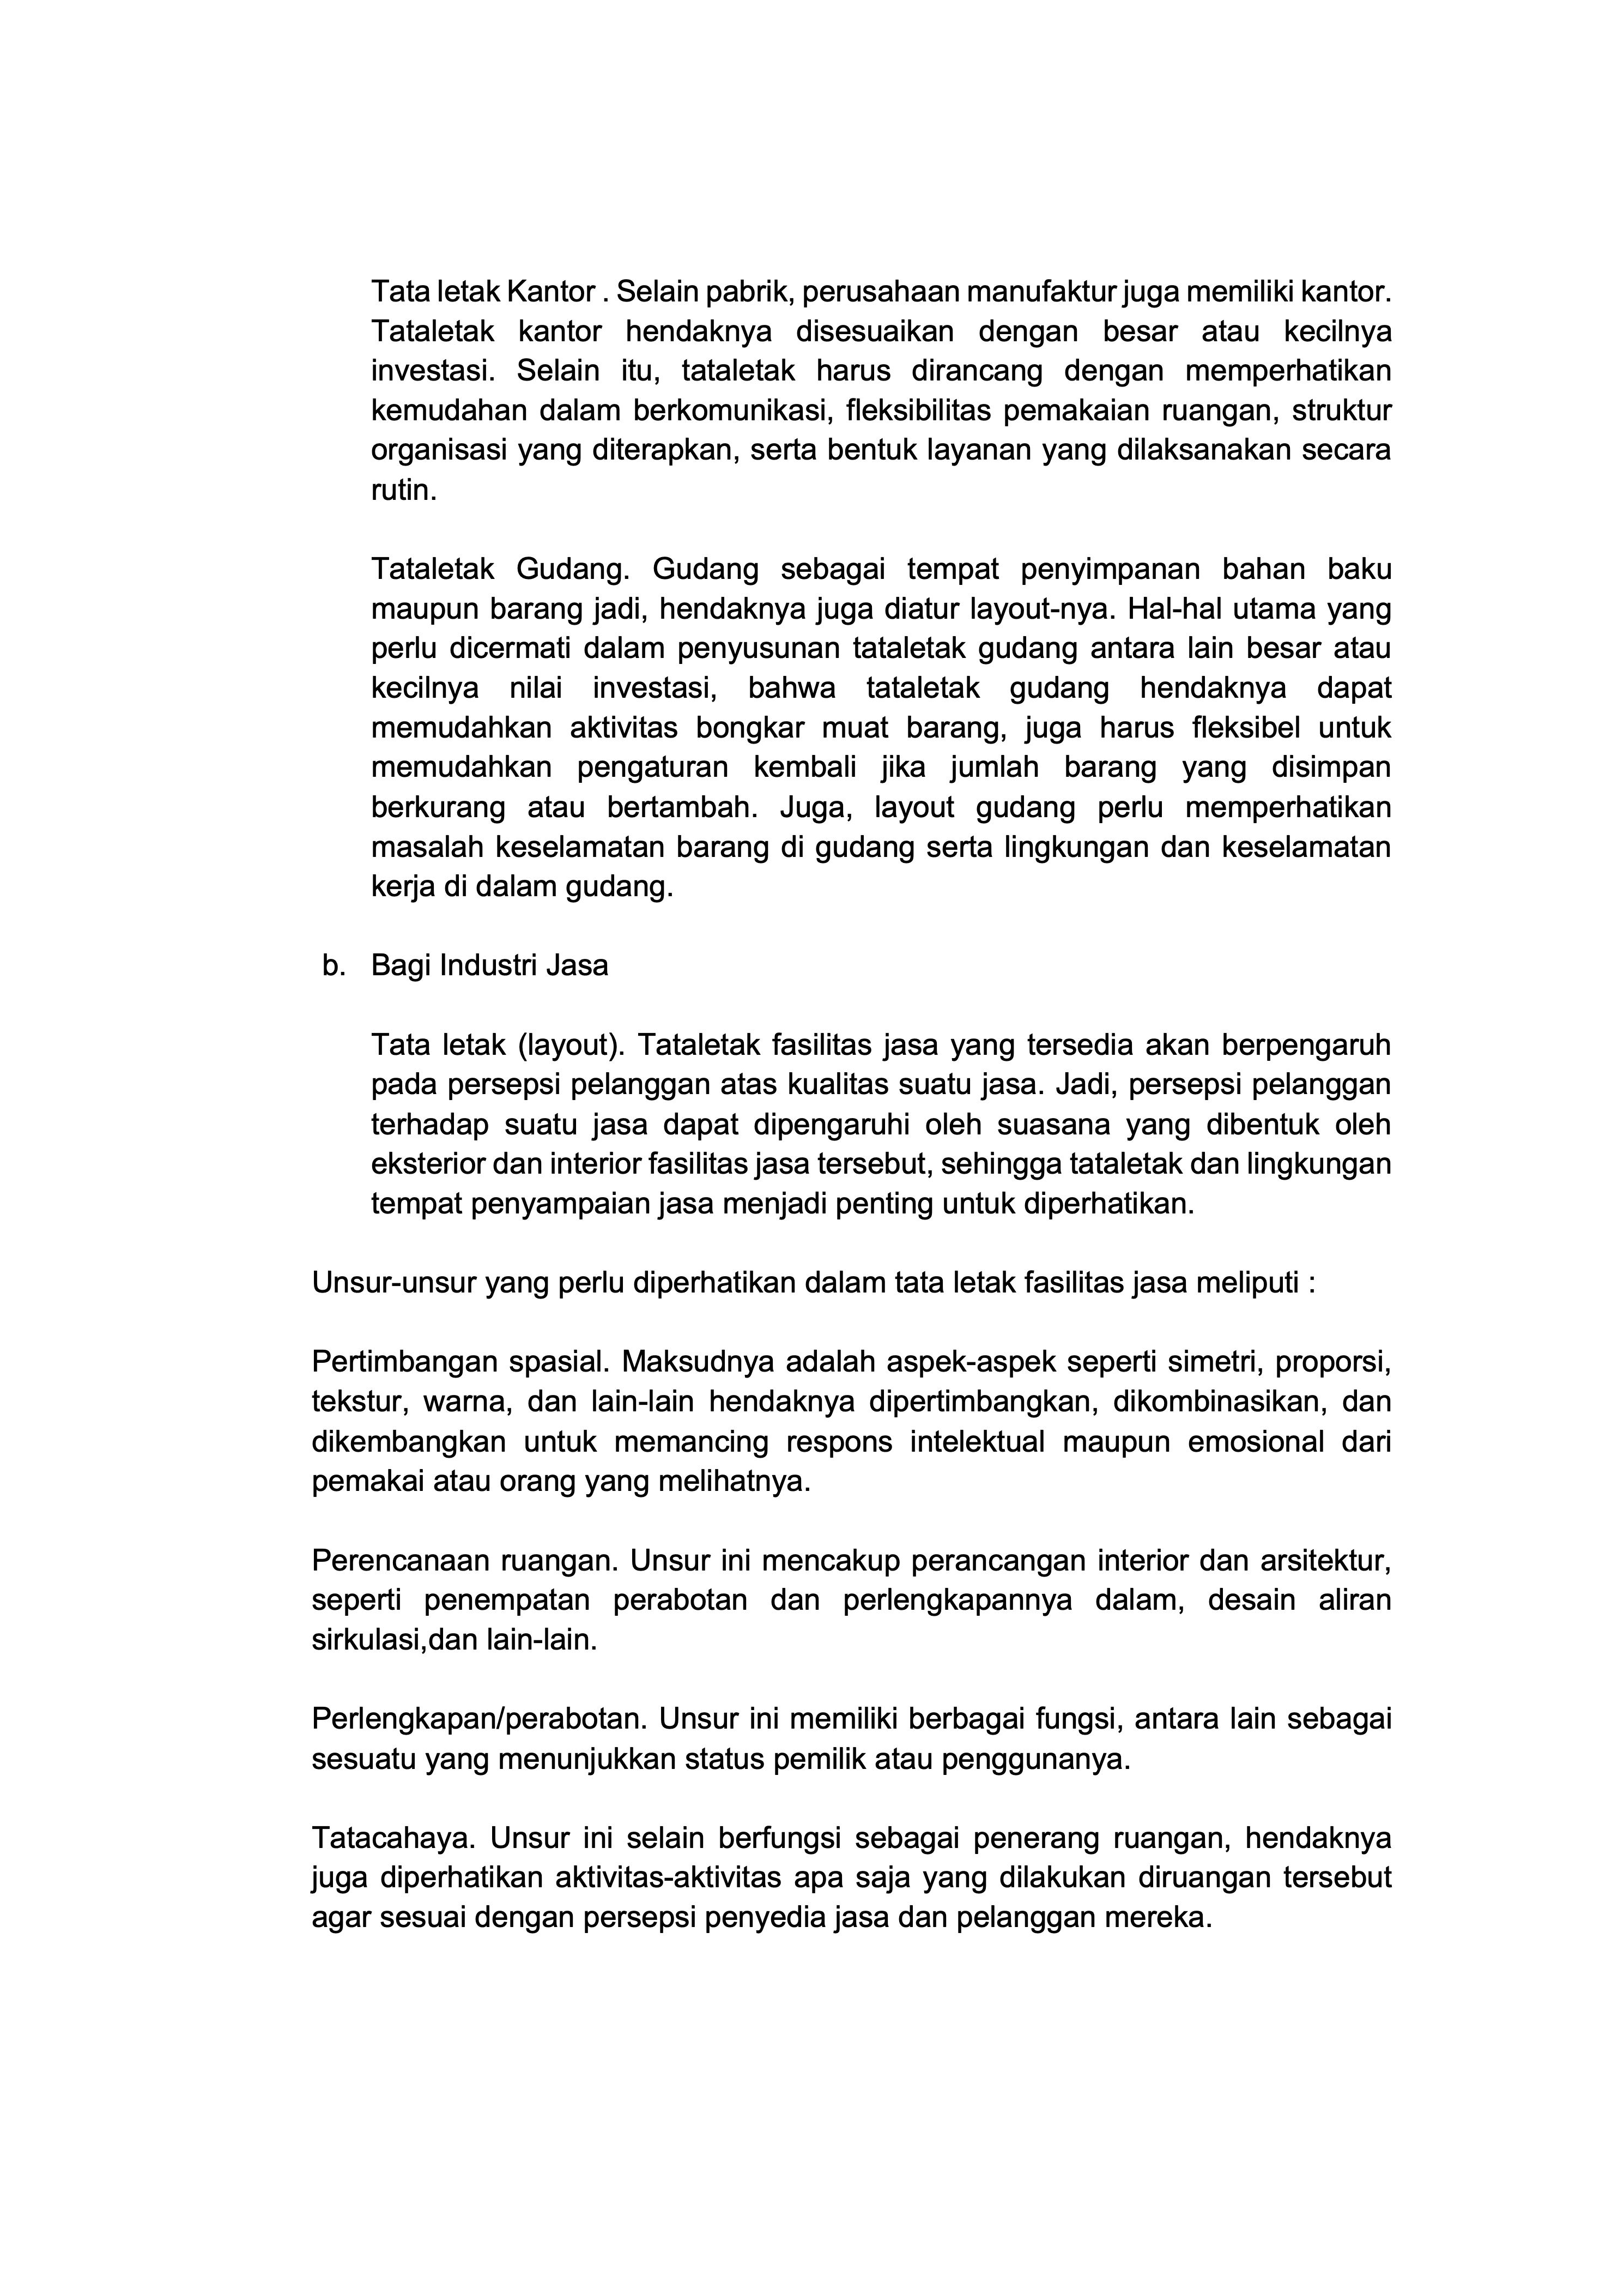 Tata letak Kantor . Selain pabrik, perusahaan manufaktur juga memiliki kantor.
Tataletak kantor hendaknya disesuaikan dengan besar atau kecilnya
investasi. Selain itu, tataletak harus dirancang dengan memperhatikan
kemudahan dalam berkomunikasi, fleksibilitas pemakaian ruangan, struktur
organisasi yang diterapkan, serta bentuk layanan yang dilaksanakan secara
rutin.
Tataletak Gudang. Gudang sebagai tempat penyimpanan bahan baku
maupun barang jadi, hendaknya juga diatur layout-nya. Hal-hal utama yang
perlu dicermati dalam penyusunan tataletak gudang antara lain besar atau
kecilnya nilai investasi, bahwa tataletak gudang hendaknya dapat
memudahkan aktivitas bongkar muat barang, juga harus fleksibel untuk
memudahkan pengaturan kembali jika jumlah barang yang disimpan
berkurang atau bertambah. Juga, layout gudang perlu memperhatikan
masalah keselamatan barang di gudang serta lingkungan dan keselamatan
kerja di dalam gudang.
b. Bagi Industri Jasa
Tata letak (layout). Tataletak fasilitas jasa yang tersedia akan berpengaruh
pada persepsi pelanggan atas kualitas suatu jasa. Jadi, persepsi pelanggan
terhadap suatu jasa dapat dipengaruhi oleh suasana yang dibentuk oleh
eksterior dan interior fasilitas jasa tersebut, sehingga tataletak dan lingkungan
tempat penyampaian jasa menjadi penting untuk diperhatikan.
Unsur-unsur yang perlu diperhatikan dalam tata letak fasilitas jasa meliputi :
Pertimbangan spasial. Maksudnya adalah aspek-aspek seperti simetri, proporsi,
tekstur, warna, dan lain-lain hendaknya dipertimbangkan, dikombinasikan, dan
dikembangkan untuk memancing respons intelektual maupun emosional dari
pemakai atau orang yang melihatnya.
Perencanaan ruangan. Unsur ini mencakup perancangan interior dan arsitektur,
seperti penempatan perabotan dan perlengkapannya dalam, desain aliran
sirkulasi,dan lain-lain.
Perlengkapan/perabotan. Unsur ini memiliki berbagai fungsi, antara lain sebagai
sesuatu yang menunjukkan status pemilik atau penggunanya.
Tatacahaya. Unsur ini selain berfungsi sebagai penerang ruangan, hendaknya
juga diperhatikan aktivitas-aktivitas apa saja yang dilakukan diruangan tersebut
agar sesuai dengan persepsi penyedia jasa dan pelanggan mereka.